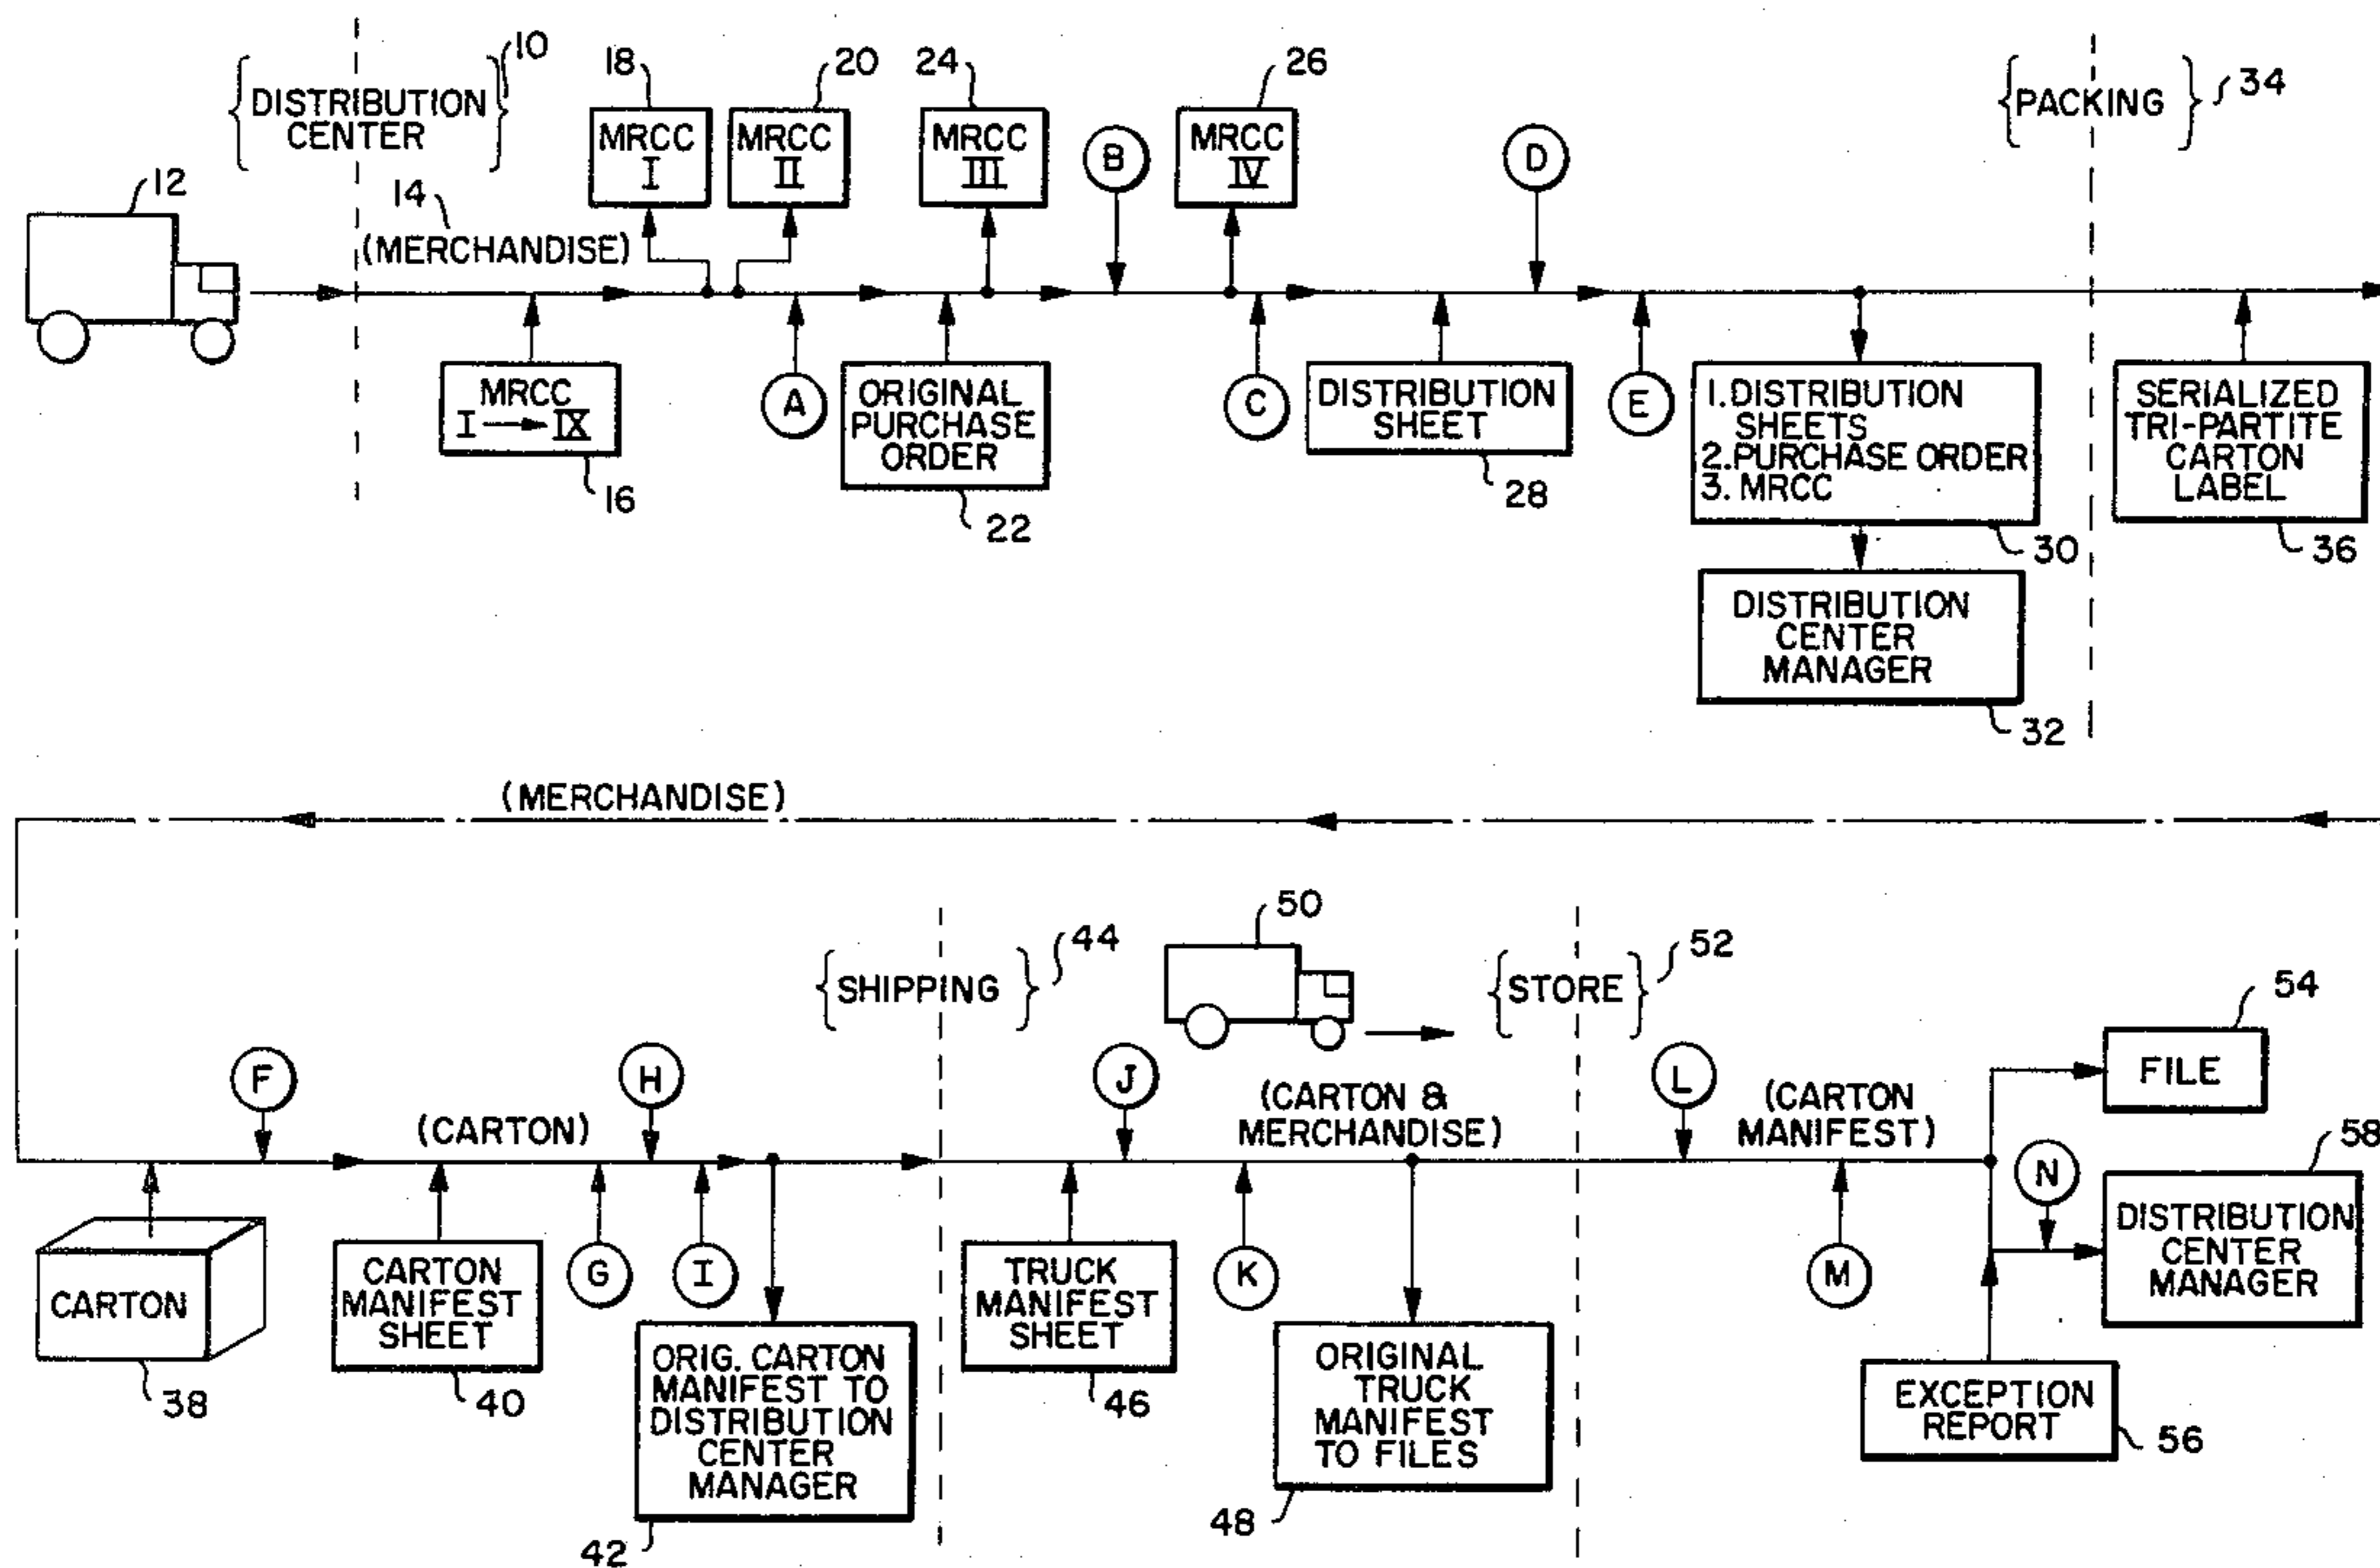 10
{DISTRIBUTION
CENTER}
12
14
(MERCHANDISE)
18
MRCC
I
20
MRCC
II
24
MRCC
III
B
26
MRCC
IV
D
{PACKING}
34
MRCC
I → IX
16
A
ORIGINAL
PURCHASE
ORDER
22
C
DISTRIBUTION
SHEET
28
E
1. DISTRIBUTION
SHEETS
2. PURCHASE ORDER
3. MRCC
30
DISTRIBUTION
CENTER
MANAGER
32
SERIALIZED
TRI-PARTITE
CARTON
LABEL
36
(MERCHANDISE)
F
(CARTON)
H
{SHIPPING}
44
J
50
(CARTON &
MERCHANDISE)
{STORE}
52
L
(CARTON
MANIFEST)
54
FILE
N
58
DISTRIBUTION
CENTER
MANAGER
CARTON
38
CARTON
MANIFEST
SHEET
40
G
I
ORIG. CARTON
MANIFEST TO
DISTRIBUTION
CENTER
MANAGER
42
TRUCK
MANIFEST
SHEET
46
K
ORIGINAL
TRUCK
MANIFEST
TO FILES
48
M
EXCEPTION
REPORT
56